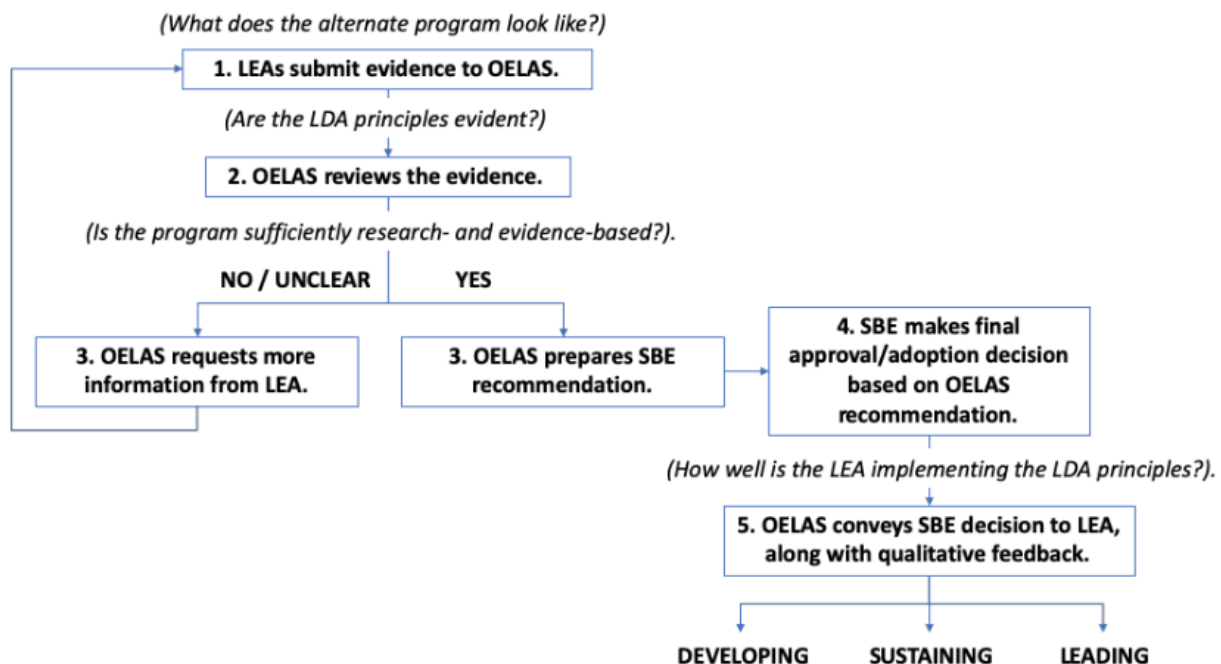 (What does the alternate program look like?)
1. LEAs submit evidence to OELAS.
(Are the LDA principles evident?)
2. OELAS reviews the evidence.
(Is the program sufficiently research- and evidence-based?).
NO / UNCLEAR
YES
3. OELAS requests more
information from LEA.
3. OELAS prepares SBE
recommendation.
4. SBE makes final
approval/adoption decision
based on OELAS
recommendation.
(How well is the LEA implementing the LDA principles?).
5. OELAS conveys SBE decision to LEA,
along with qualitative feedback.
DEVELOPING
SUSTAINING
LEADING